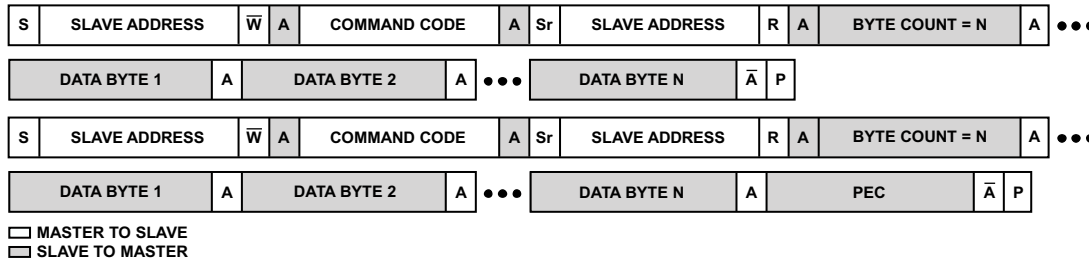 S SLAVE ADDRESS W̅ A COMMAND CODE A Sr SLAVE ADDRESS R A BYTE COUNT = N A •••
DATA BYTE 1 A DATA BYTE 2 A ••• DATA BYTE N A̅ P
S SLAVE ADDRESS W̅ A COMMAND CODE A Sr SLAVE ADDRESS R A BYTE COUNT = N A •••
DATA BYTE 1 A DATA BYTE 2 A ••• DATA BYTE N A PEC A̅ P
MASTER TO SLAVE
SLAVE TO MASTER